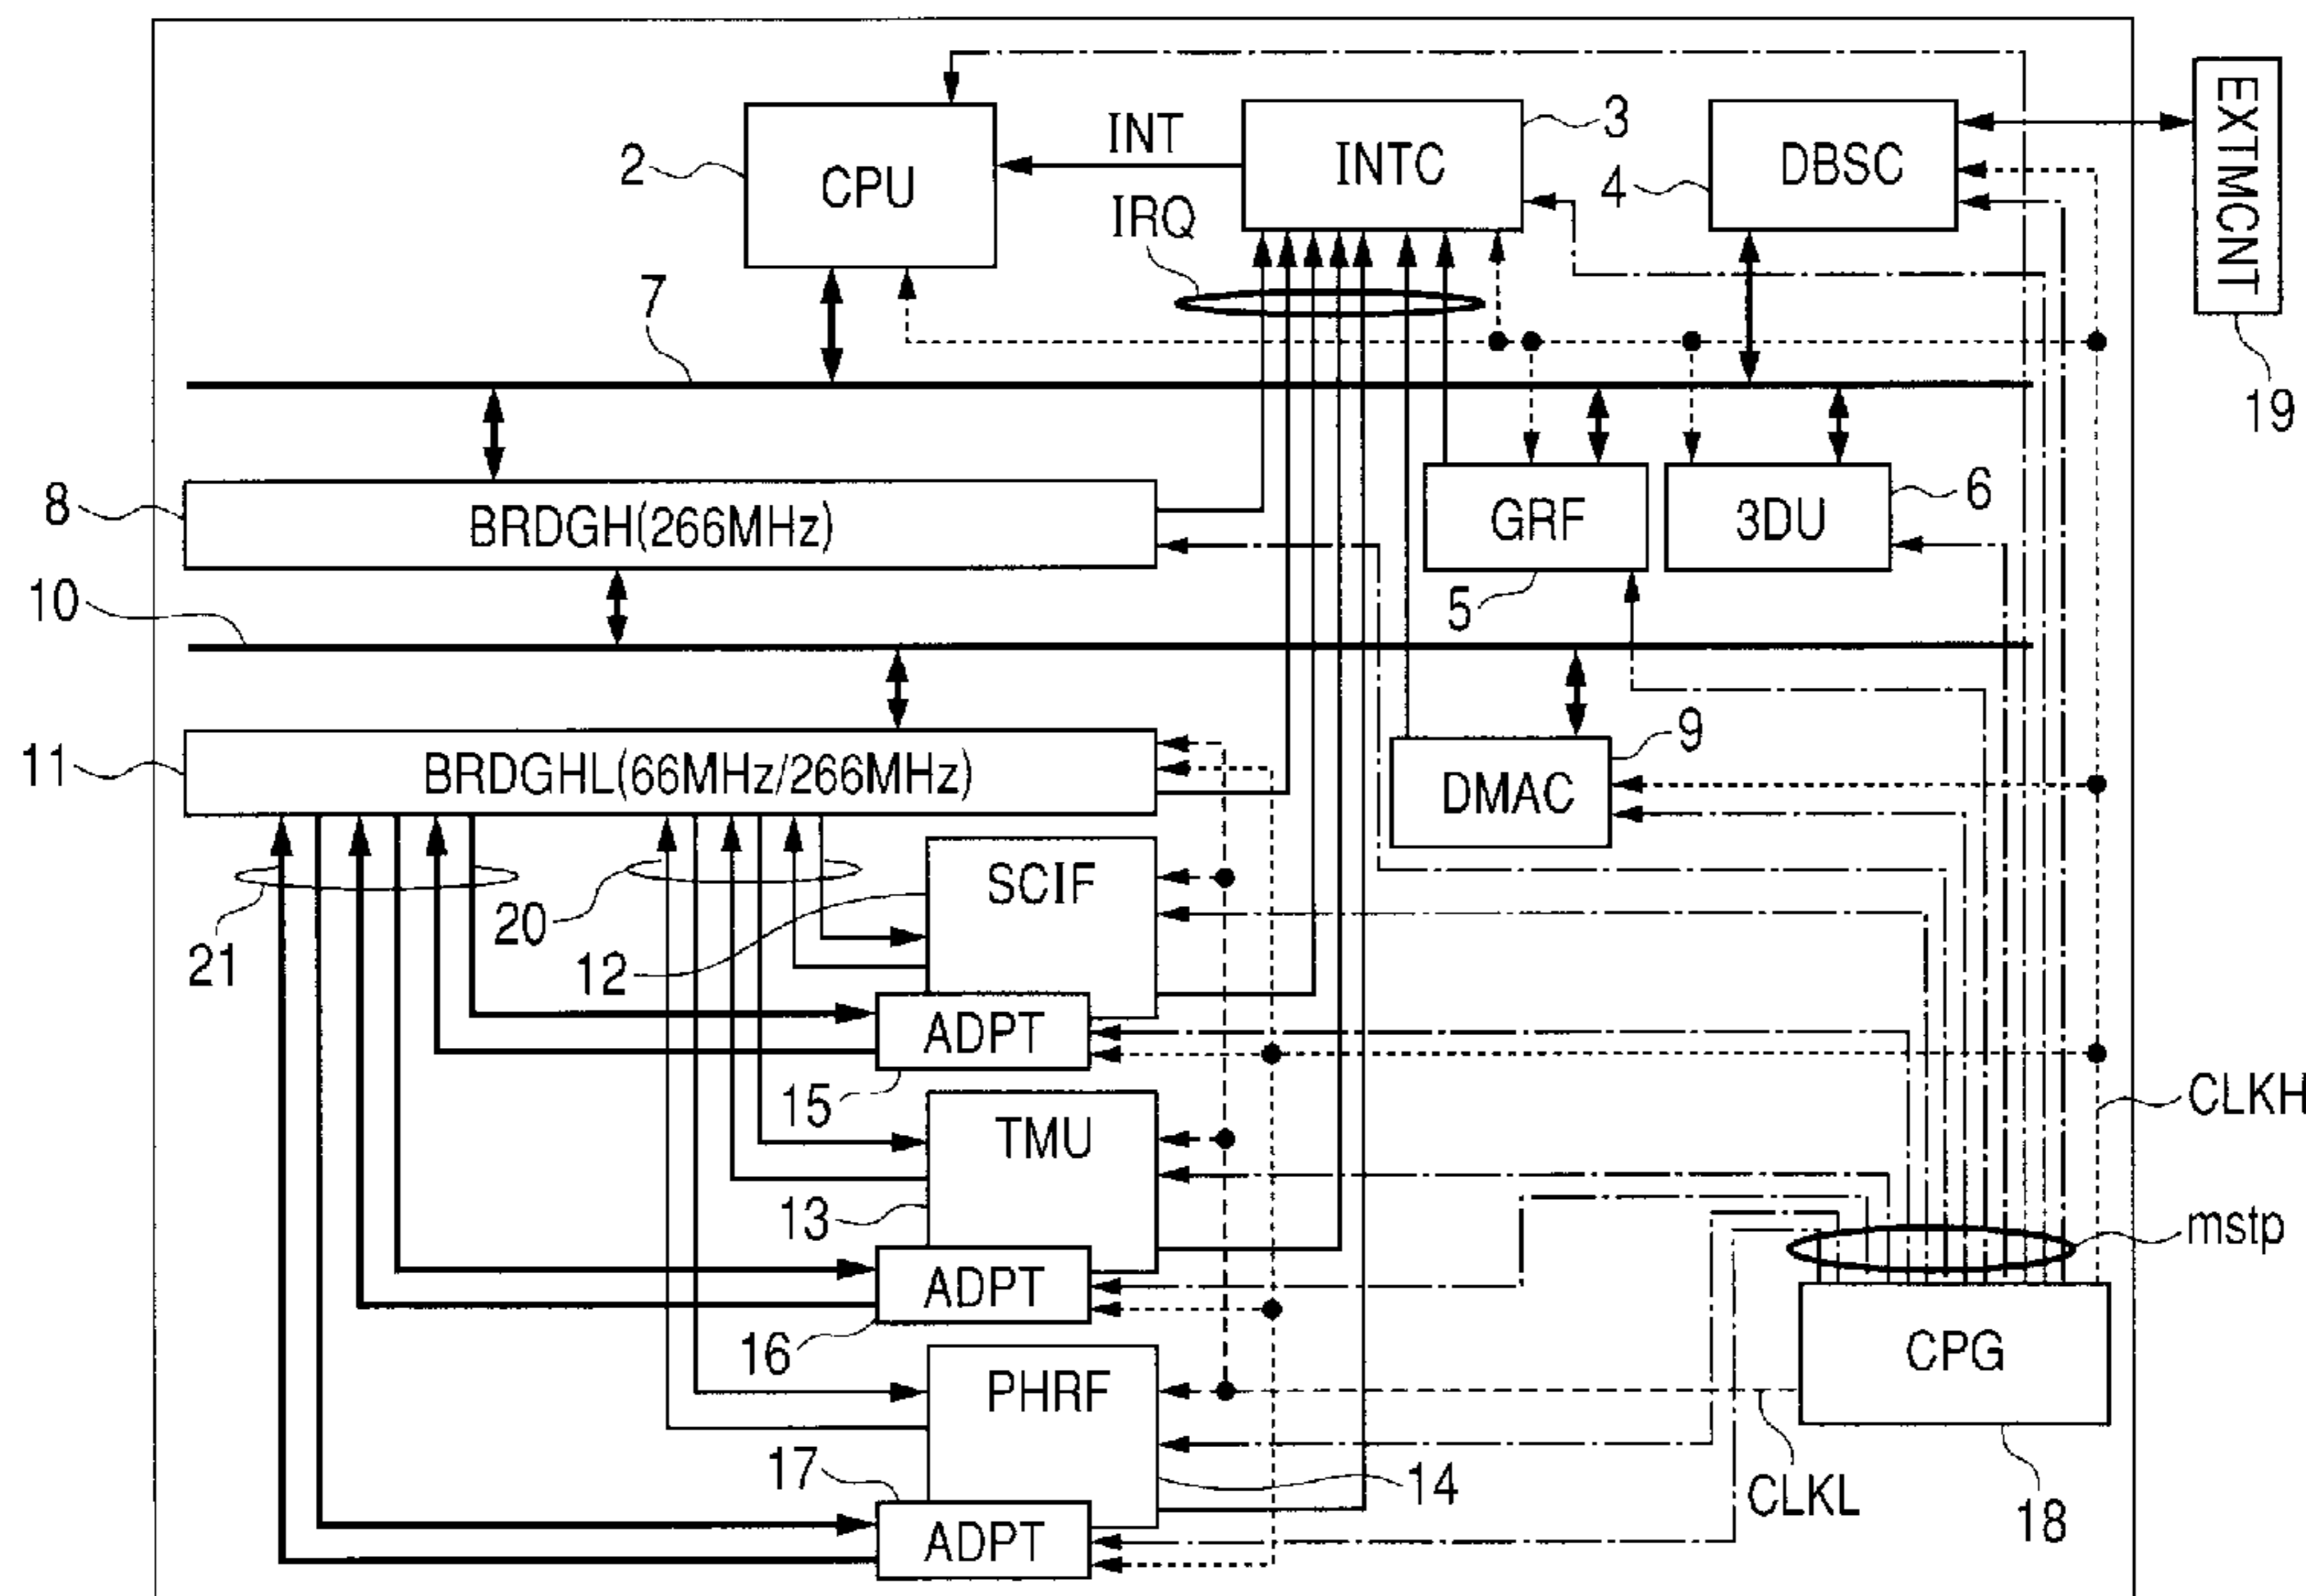 INT
3
2
CPU
INTC
4
DBSC
EXTMCNT
IRQ
7
19
8
BRDGH(266MHz)
GRF
3DU
6
10
5
11
BRDGHL(66MHz/266MHz)
9
DMAC
SCIF
21
20
12
ADPT
15
CLKH
TMU
13
mstp
ADPT
16
CPG
PHRF
17
14
CLKL
18
ADPT